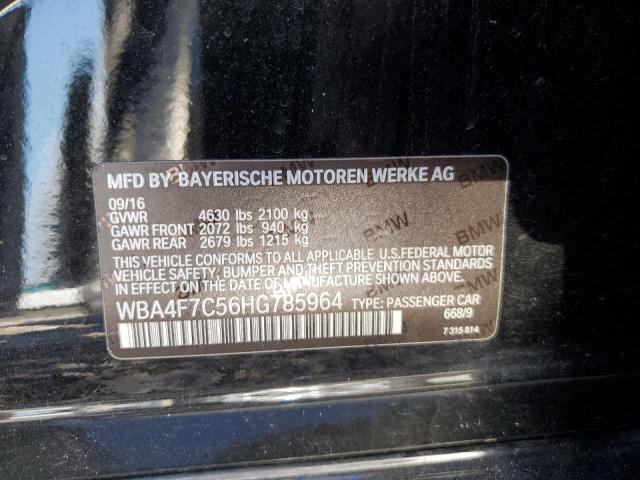 MFD BY BAYERISCHE MOTOREN WERKE AG
09/16
GVWR 4630 lbs 2100 kg
GAWR FRONT 2072 lbs 940 kg
GAWR REAR 2679 lbs 1215 kg
THIS VEHICLE CONFORMS TO ALL APPLICABLE U.S.FEDERAL MOTOR
VEHICLE SAFETY, BUMPER AND THEFT PREVENTION STANDARDS
IN EFFECT ON THE DATE OF MANUFACTURE SHOWN ABOVE.
WBA4F7C56HG785964 TYPE: PASSENGER CAR
668/9
7 315 814